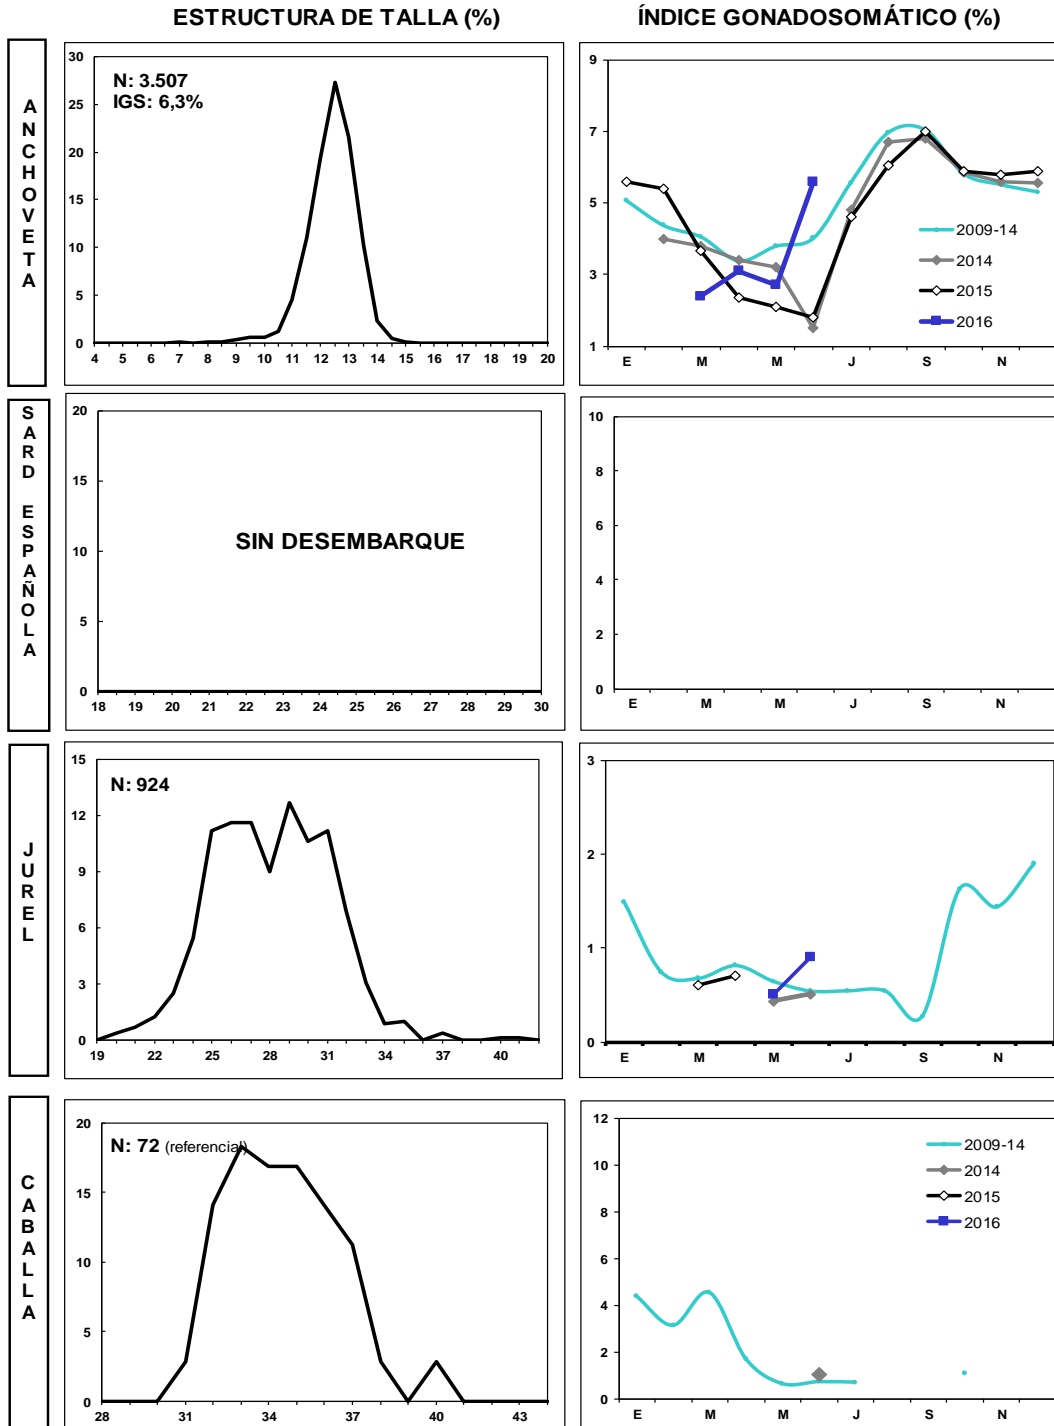 ESTRUCTURA DE TALLA (%)
ÍNDICE GONADOSOMÁTICO (%)
ANCHOVETA
N: 3.507
IGS: 6,3%
30
25
20
15
10
5
0
4 5 6 7 8 9 10 11 12 13 14 15 16 17 18 19 20
9
7
5
3
1
E M M J S N
2009-14
2014
2015
2016
SARD ESPAÑOLA
20
15
10
5
0
SIN DESEMBARQUE
18 19 20 21 22 23 24 25 26 27 28 29 30
10
8
6
4
2
0
E M M J S N
JUREL
N: 924
15
12
9
6
3
0
19 22 25 28 31 34 37 40
3
2
1
0
E M M J S N
CABALLA
N: 72 (referencial)
20
15
10
5
0
28 31 34 37 40 43
12
10
8
6
4
2
0
E M M J S N
2009-14
2014
2015
2016